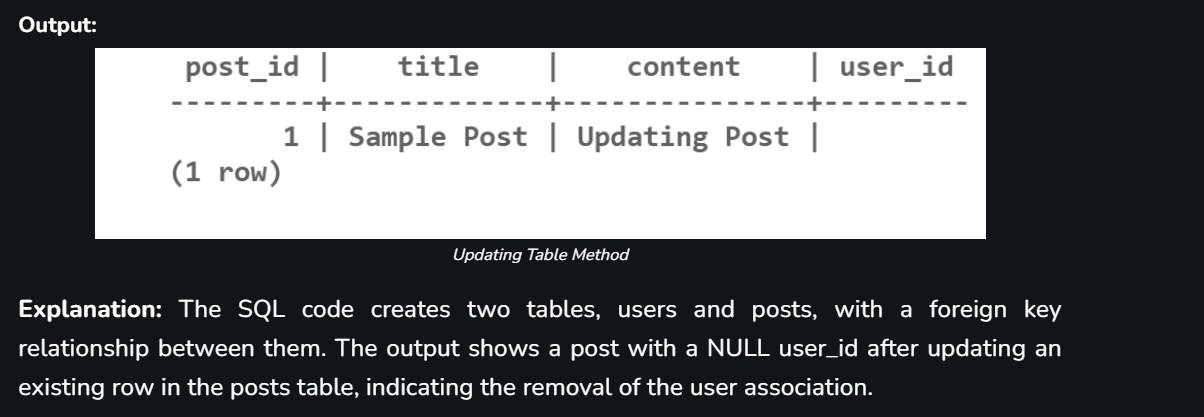 Output:
post_id |    title    |    content    | user_id
---------+-------------+---------------+---------
1 | Sample Post | Updating Post |
(1 row)
Updating Table Method
Explanation: The SQL code creates two tables, users and posts, with a foreign key
relationship between them. The output shows a post with a NULL user_id after updating an
existing row in the posts table, indicating the removal of the user association.